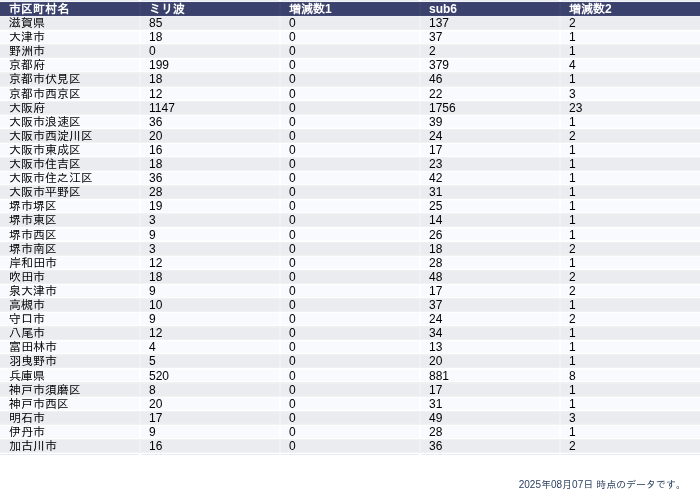 市区町村名 ミリ波 増減数1 sub6 増減数2
滋賀県 85 0 137 2
大津市 18 0 37 1
野洲市 0 0 2 1
京都府 199 0 379 4
京都市伏見区 18 0 46 1
京都市西京区 12 0 22 3
大阪府 1147 0 1756 23
大阪市浪速区 36 0 39 1
大阪市西淀川区 20 0 24 2
大阪市東成区 16 0 17 1
大阪市住吉区 18 0 23 1
大阪市住之江区 36 0 42 1
大阪市平野区 28 0 31 1
堺市堺区 19 0 25 1
堺市東区 3 0 14 1
堺市西区 9 0 26 1
堺市南区 3 0 18 2
岸和田市 12 0 28 1
吹田市 18 0 48 2
泉大津市 9 0 17 2
高槻市 10 0 37 1
守口市 9 0 24 2
八尾市 12 0 34 1
富田林市 4 0 13 1
羽曳野市 5 0 20 1
兵庫県 520 0 881 8
神戸市須磨区 8 0 17 1
神戸市西区 20 0 31 1
明石市 17 0 49 3
伊丹市 9 0 28 1
加古川市 16 0 36 2
2025年08月07日 時点のデータです。